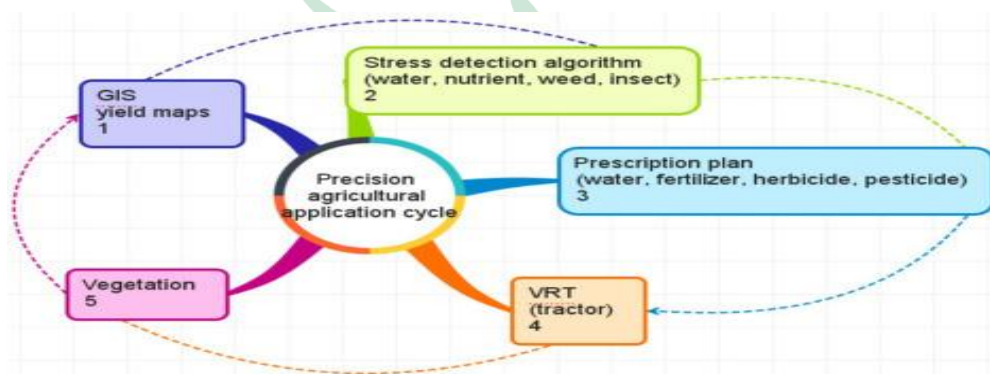 GIS
yield maps
1
Stress detection algorithm
(water, nutrient, weed, insect)
2
Prescription plan
(water, fertilizer, herbicide, pesticide)
3
VRT
(tractor)
4
Vegetation
5
Precision
agricultural
application cycle